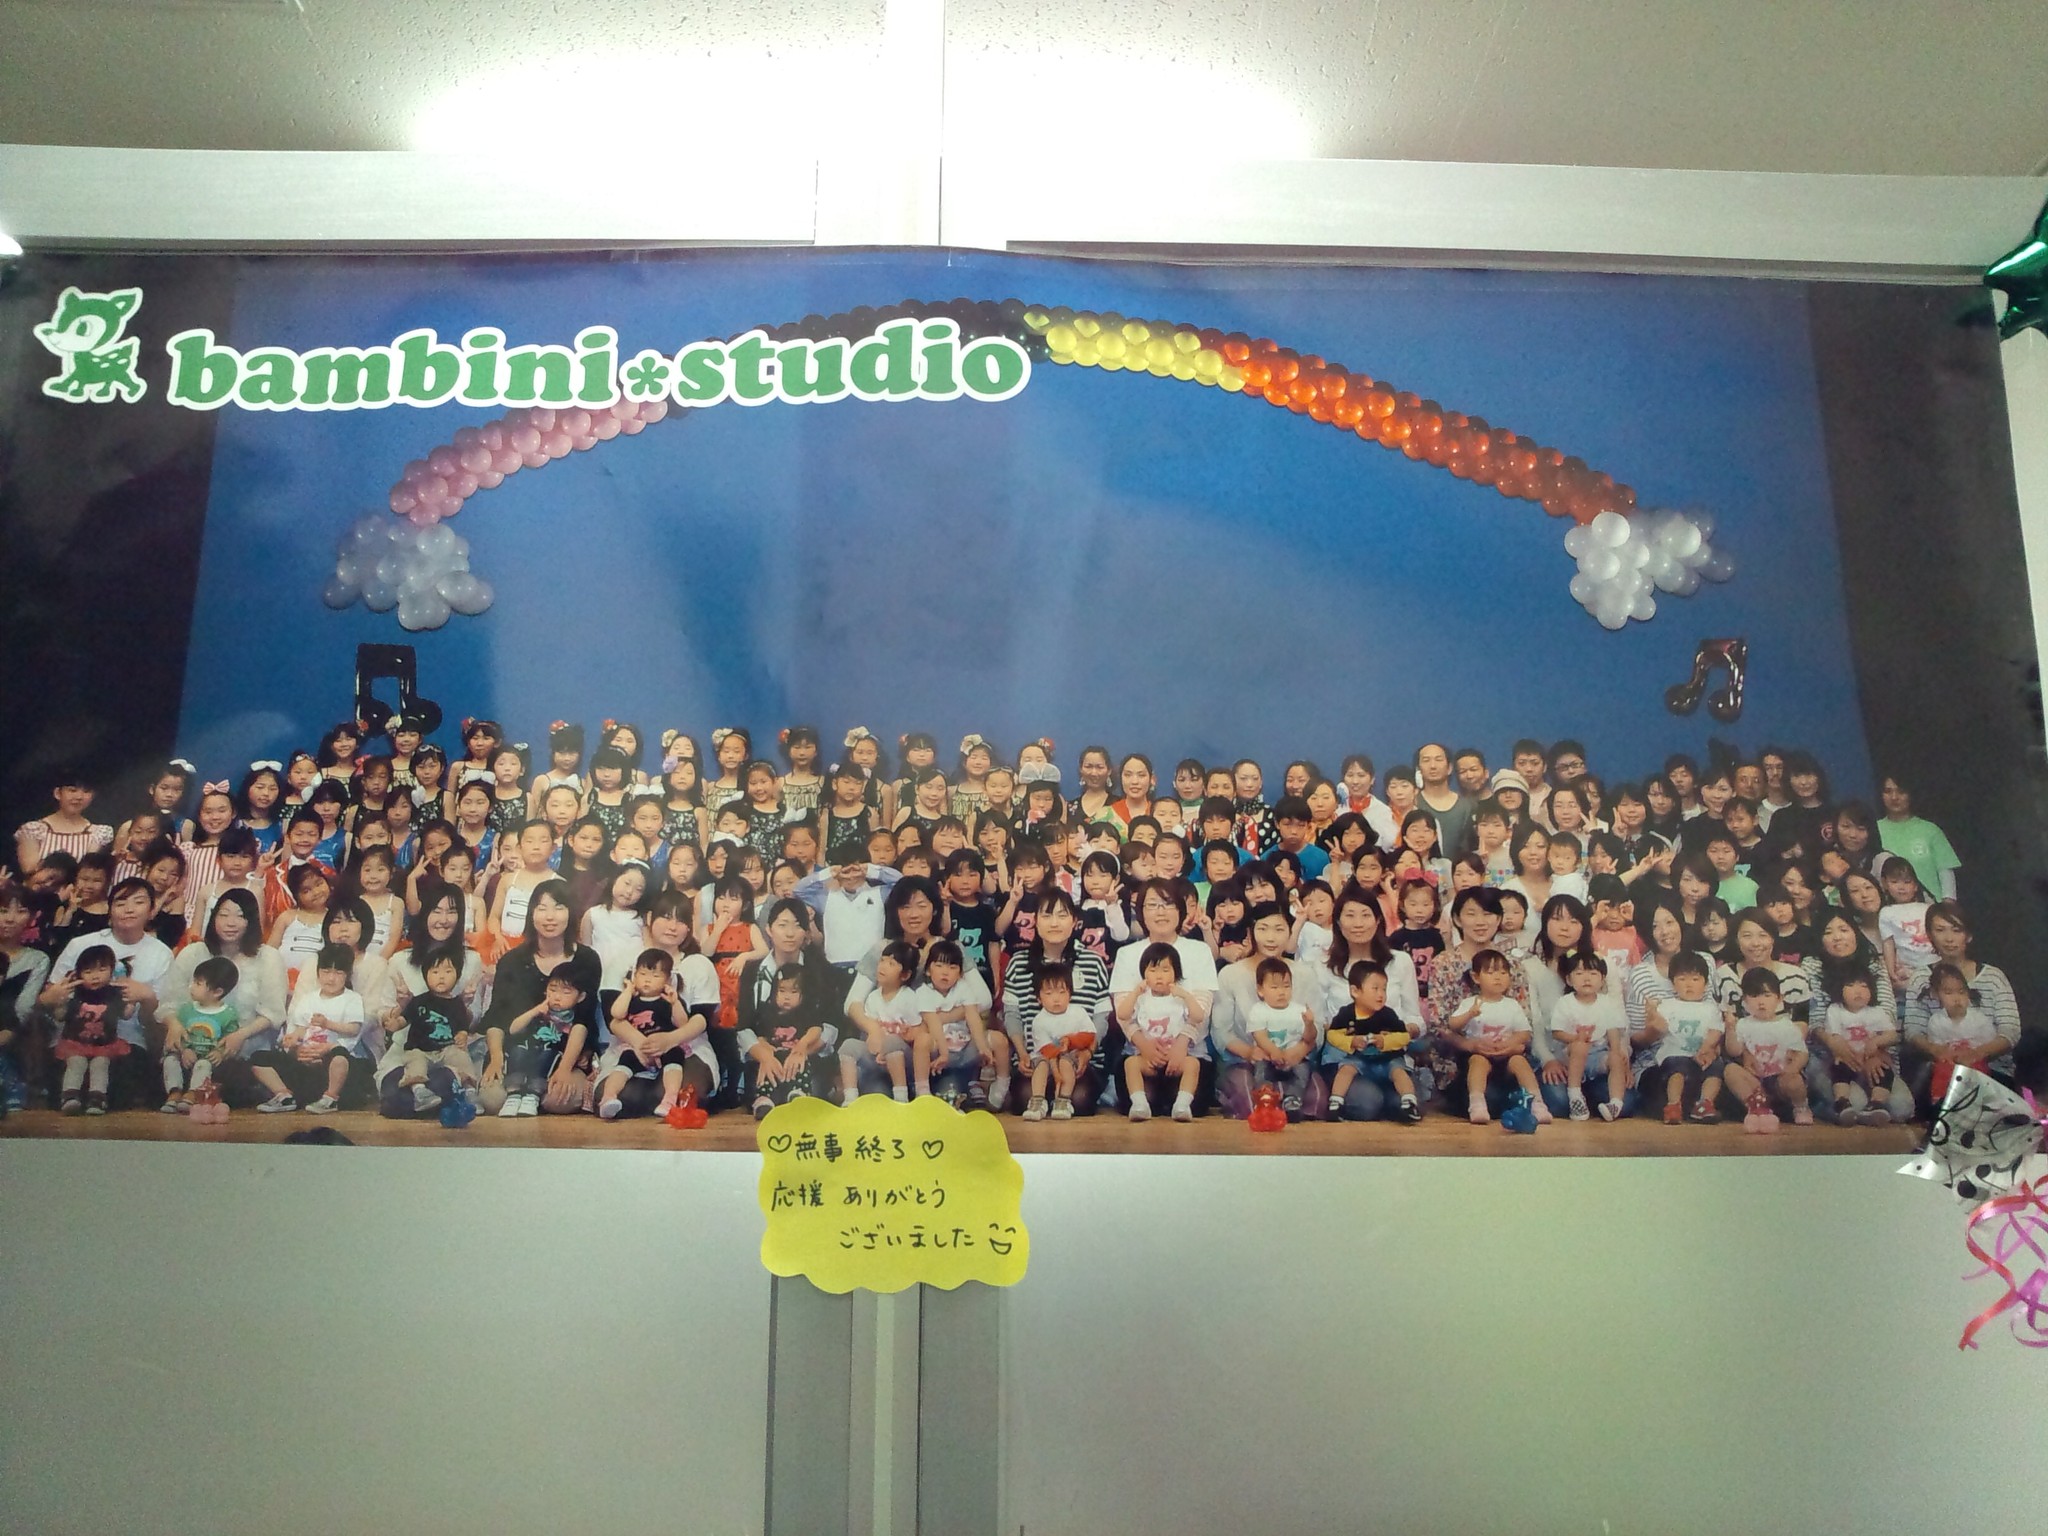 bambini*studio
♡無事 終了♡
応援 ありがとう
ございました